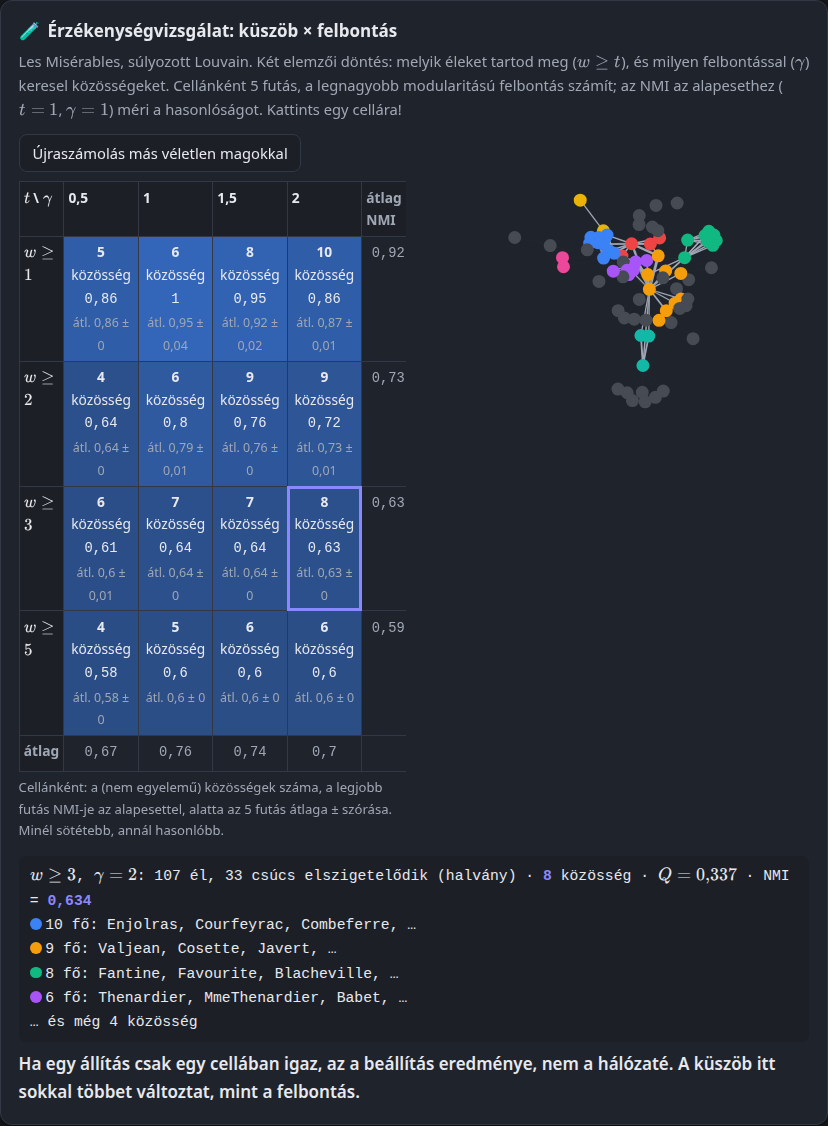 🧪 Érzékenységvizsgálat: küszöb × felbontás
Les Misérables, súlyozott Louvain. Két elemzői döntés: melyik éleket tartod meg (w ≥ t), és milyen felbontással (γ)
keresel közösségeket. Cellánként 5 futás, a legnagyobb modularitású felbontás számít; az NMI az alapesethez (
t = 1, γ = 1) méri a hasonlóságot. Kattints egy cellára!
Újraszámolás más véletlen magokkal
t \ γ 0,5 1 1,5 2 átlag
NMI
w ≥ 5 6 8 10 0,92
1 közösség közösség közösség közösség
0,86 1 0,95 0,86
átl. 0,86 ± átl. 0,95 ± átl. 0,92 ± átl. 0,87 ±
0 0,04 0,02 0,01
w ≥ 4 6 9 9 0,73
2 közösség közösség közösség közösség
0,64 0,8 0,76 0,72
átl. 0,64 ± átl. 0,79 ± átl. 0,76 ± átl. 0,73 ±
0 0,01 0 0,01
w ≥ 6 7 7 8 0,63
3 közösség közösség közösség közösség
0,61 0,64 0,64 0,63
átl. 0,6 ± átl. 0,64 ± átl. 0,64 ± átl. 0,63 ±
0,01 0 0 0
w ≥ 4 5 6 6 0,59
5 közösség közösség közösség közösség
0,58 0,6 0,6 0,6
átl. 0,58 ± átl. 0,6 ± 0 átl. 0,6 ± 0 átl. 0,6 ± 0
0
átlag 0,67 0,76 0,74 0,7
Cellánként: a (nem egyelemű) közösségek száma, a legjobb
futás NMI-je az alapesettel, alatta az 5 futás átlaga ± szórása.
Minél sötétebb, annál hasonlóbb.
w ≥ 3, γ = 2: 107 él, 33 csúcs elszigetelődik (halvány) · 8 közösség · Q = 0,337 · NMI
= 0,634
10 fő: Enjolras, Courfeyrac, Combeferre, …
9 fő: Valjean, Cosette, Javert, …
8 fő: Fantine, Favourite, Blacheville, …
6 fő: Thenardier, MmeThenardier, Babet, …
… és még 4 közösség
Ha egy állítás csak egy cellában igaz, az a beállítás eredménye, nem a hálózaté. A küszöb itt
sokkal többet változtat, mint a felbontás.